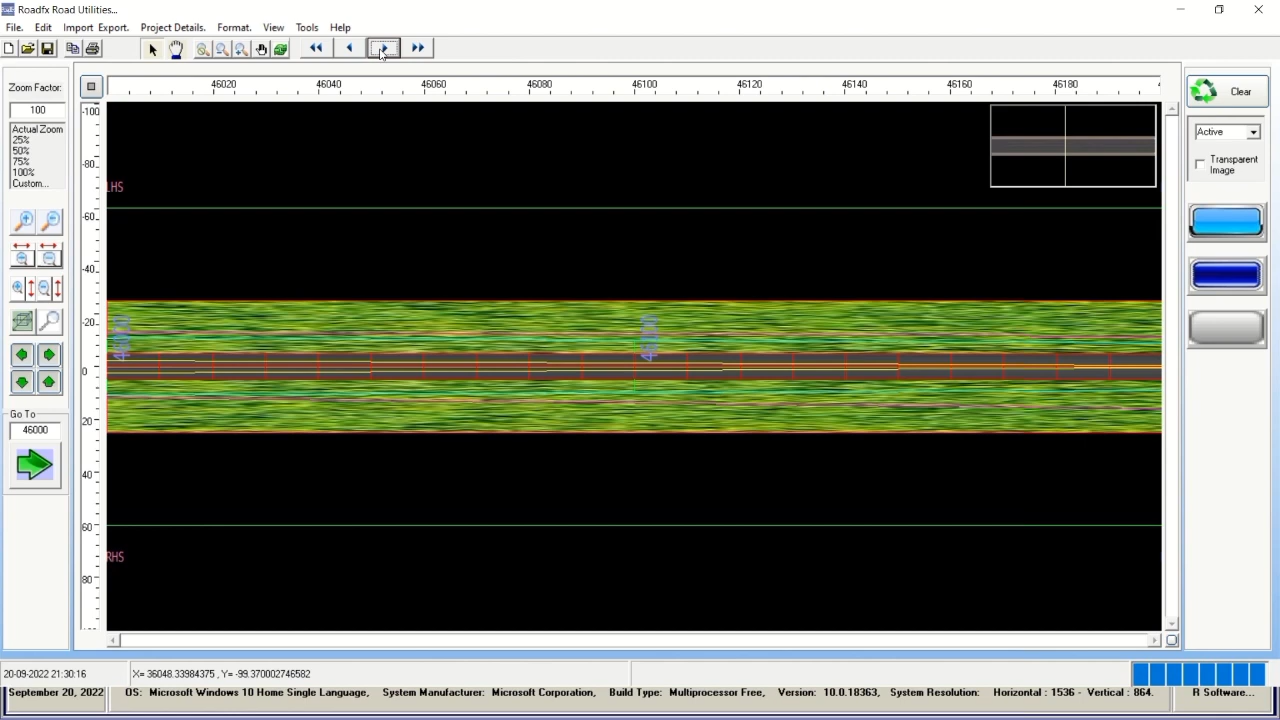 Roadfx Road Utilities...
File. Edit Import Export. Project Details. Format. View Tools Help
Zoom Factor:
100
Actual Zoom
25%
50%
75%
100%
Custom...
Go To
46000
46020 46040 46060 46080 46100 46120 46140 46160 46180
-100
-80
-60
-40
-20
0
20
40
60
80
LHS
RHS
Clear
Active
Transparent
Image
20-09-2022 21:30:16 X= 36048.33984375 , Y= -99.370002746582
September 20, 2022 OS: Microsoft Windows 10 Home Single Language, System Manufacturer: Microsoft Corporation, Build Type: Multiprocessor Free, Version: 10.0.18363, System Resolution: Horizontal : 1536 - Vertical : 864. R Software...